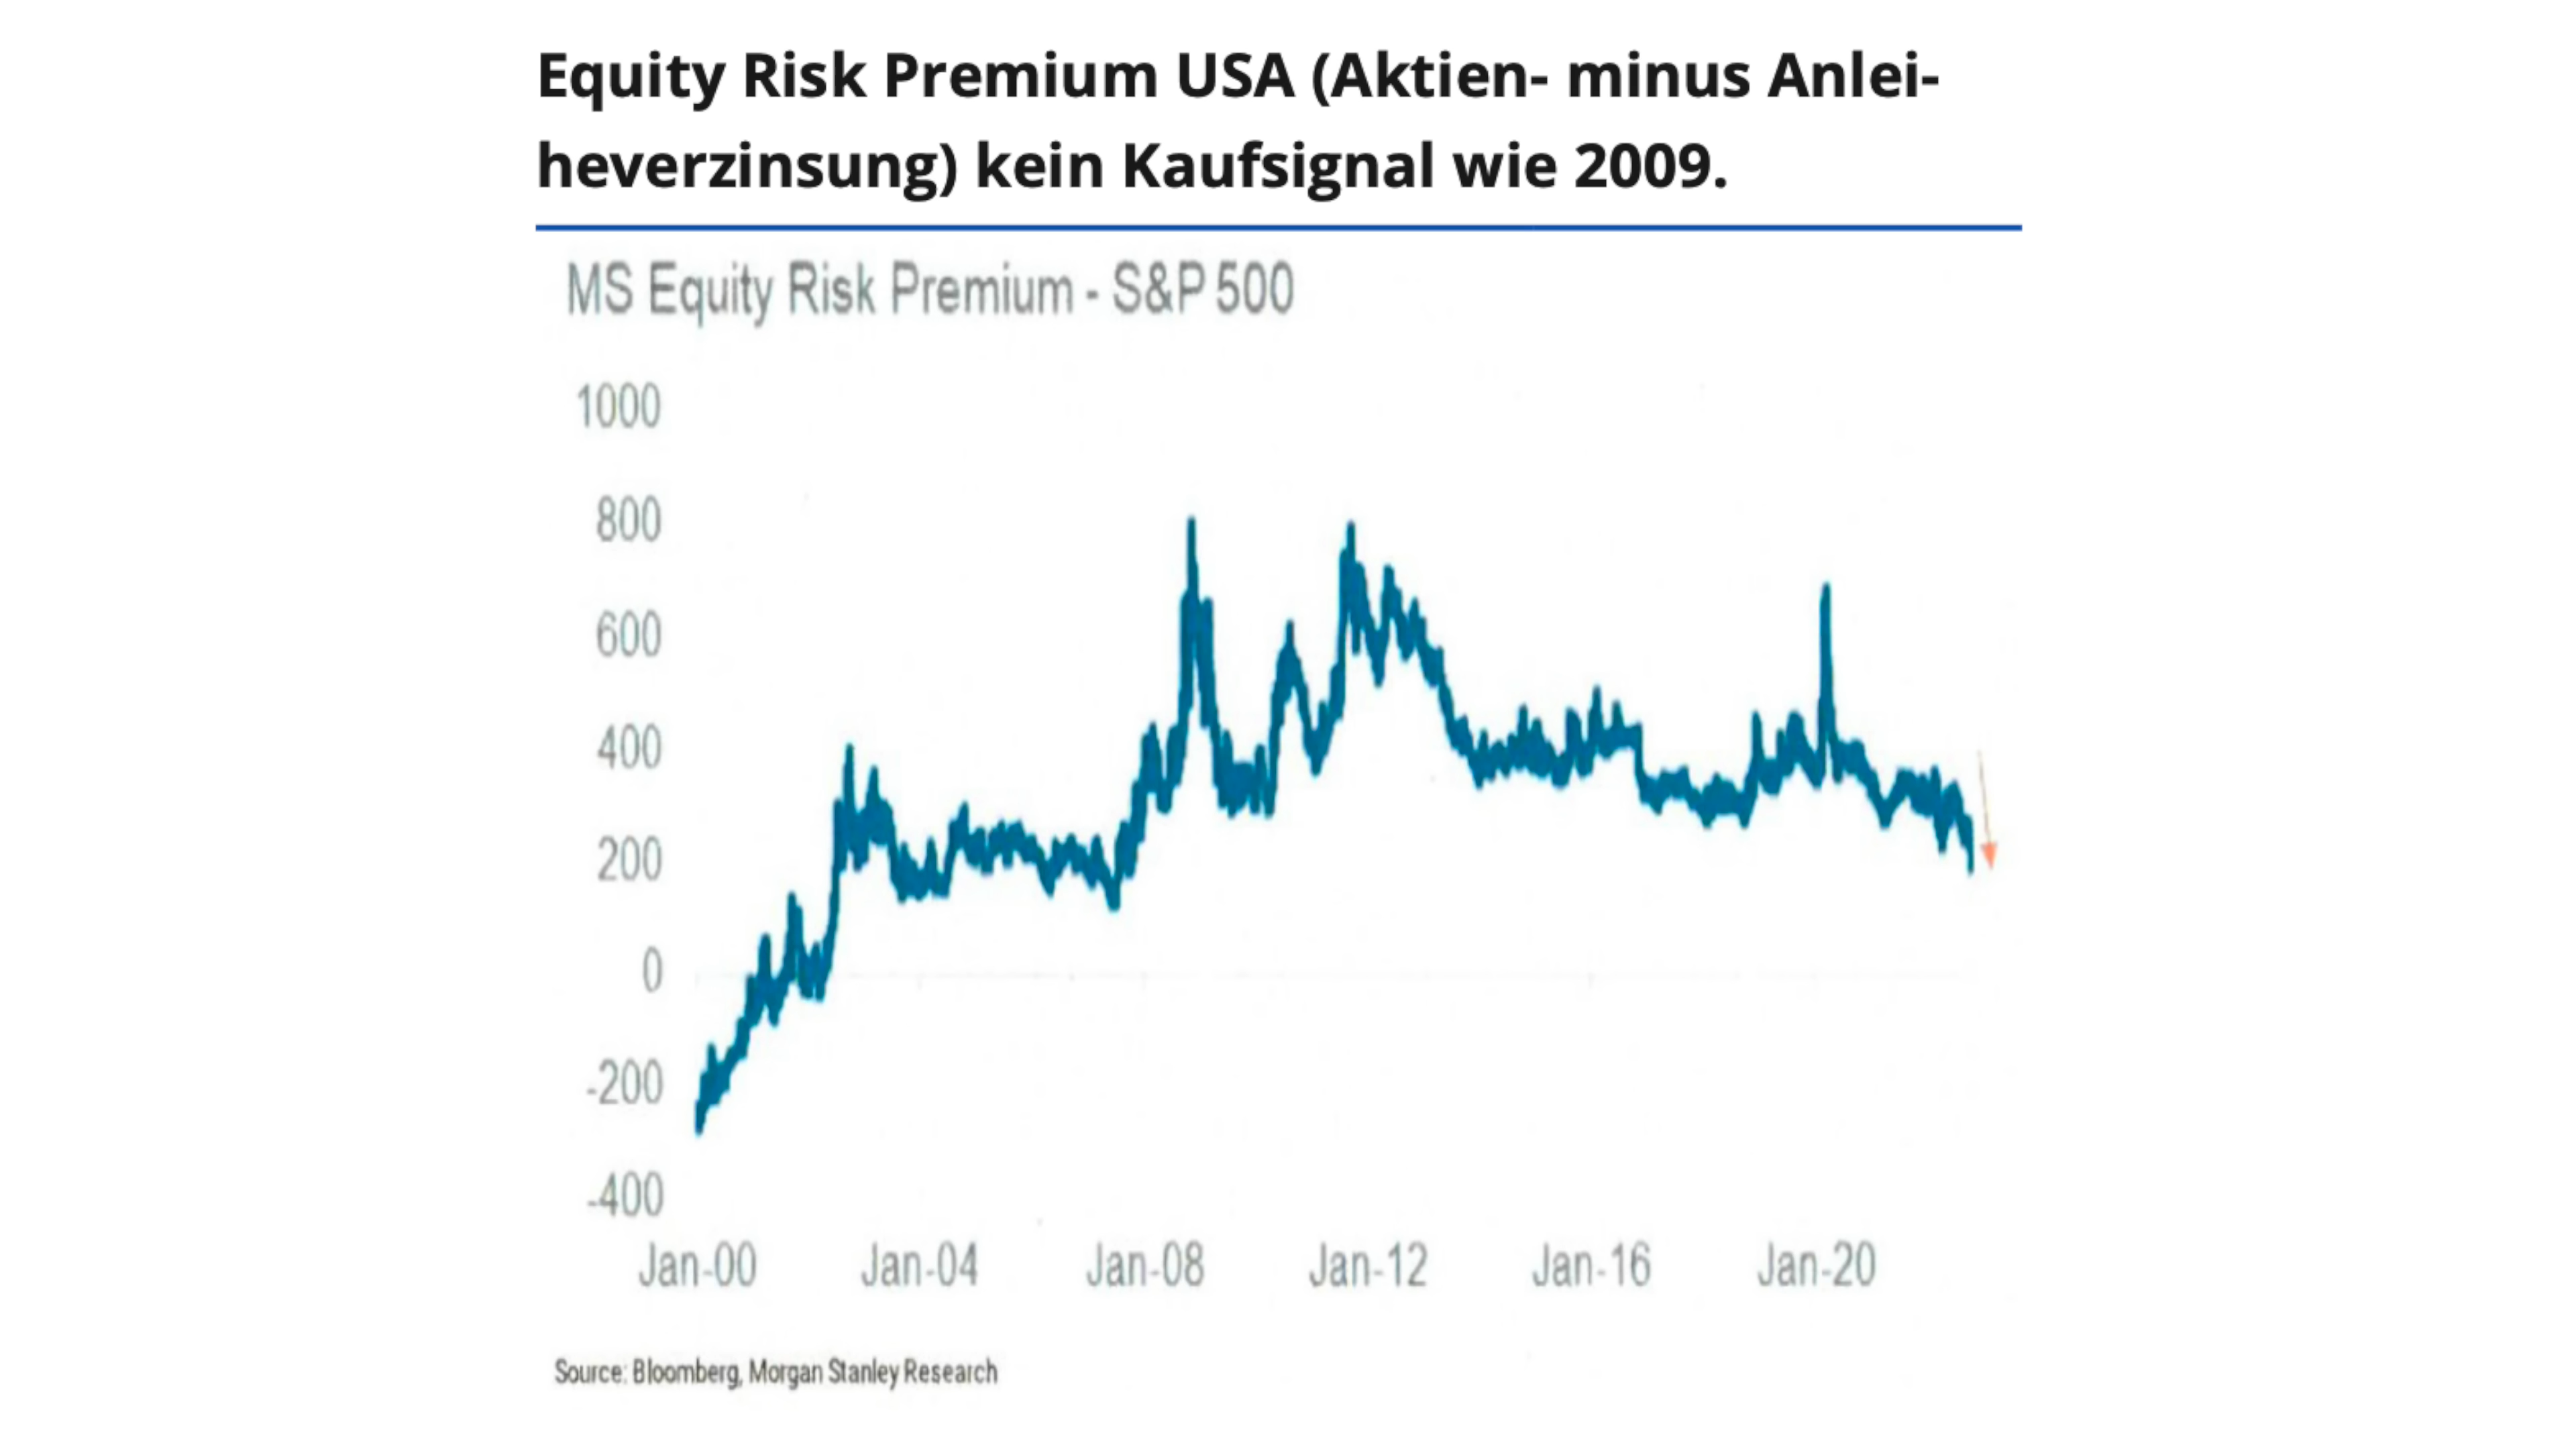 Equity Risk Premium USA (Aktien- minus Anlei-
heverzinsung) kein Kaufsignal wie 2009.
MS Equity Risk Premium - S&P 500
1000
800
600
400
200
0
-200
-400
Jan-00 Jan-04 Jan-08 Jan-12 Jan-16 Jan-20
Source: Bloomberg, Morgan Stanley Research